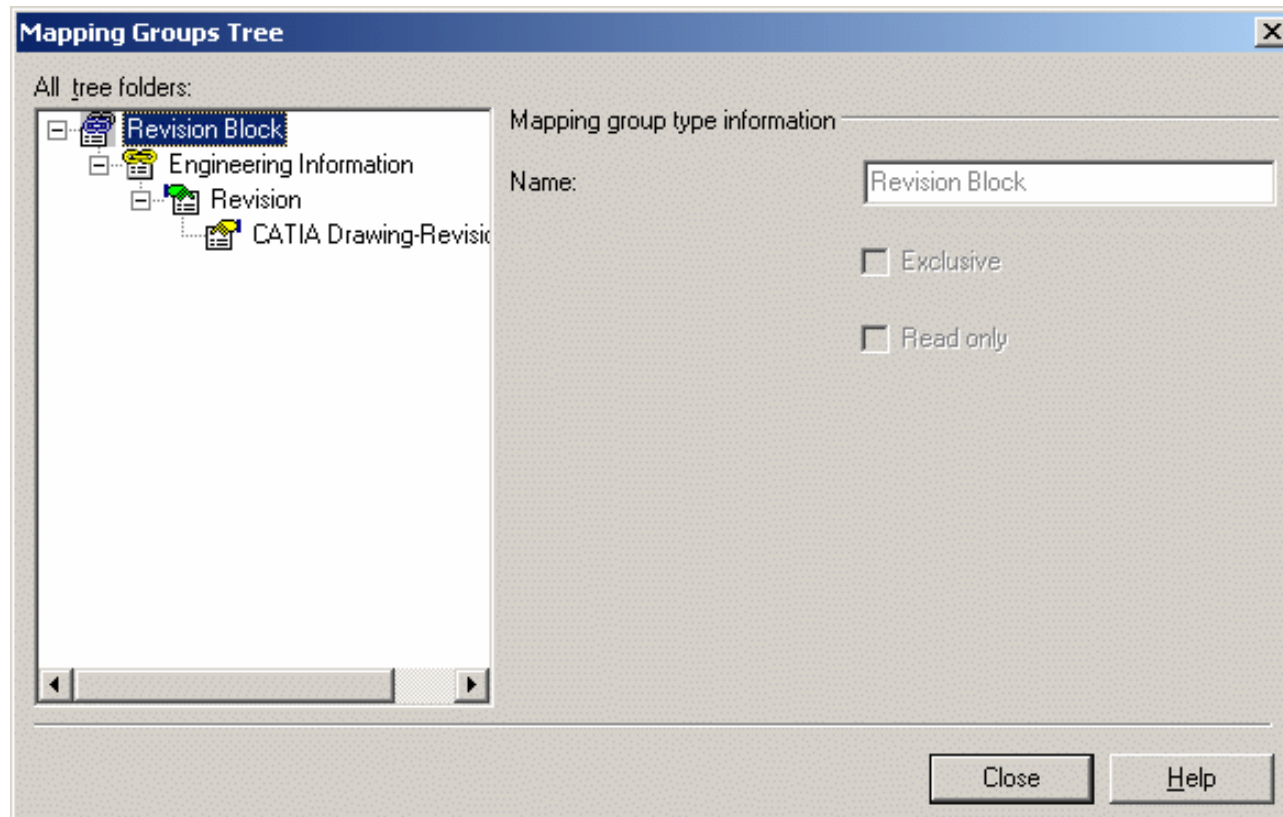 Mapping Groups Tree
All tree folders:
Revision Block
Engineering Information
Revision
CATIA Drawing-Revisi
Mapping group type information
Name:
Revision Block
Exclusive
Read only
Close
Help